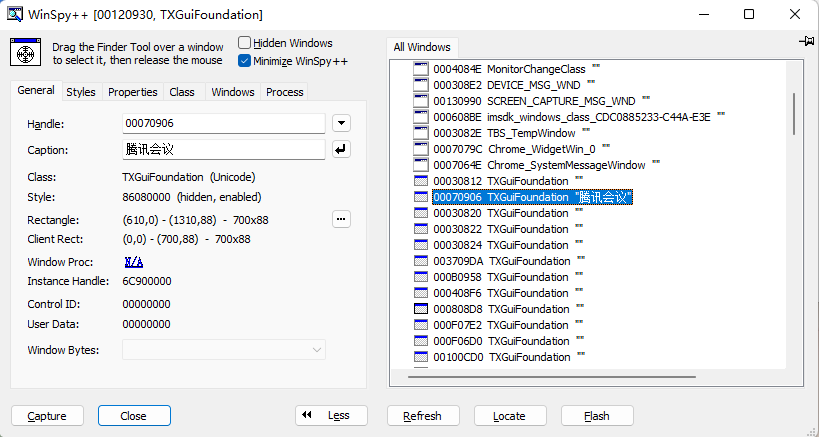 WinSpy++ [00120930, TXGuiFoundation]
Drag the Finder Tool over a window
to select it, then release the mouse
Hidden Windows
Minimize WinSpy++
General
Styles
Properties
Class
Windows
Process
Handle:
00070906
Caption:
腾讯会议
Class:
TXGuiFoundation (Unicode)
Style:
86080000 (hidden, enabled)
Rectangle:
(610,0) - (1310,88) - 700x88
...
Client Rect:
(0,0) - (700,88) - 700x88
Window Proc:
N/A
Instance Handle:
6C900000
Control ID:
00000000
User Data:
00000000
Window Bytes:
All Windows
0004084E MonitorChangeClass ""
000308E2 DEVICE_MSG_WND ""
00130990 SCREEN_CAPTURE_MSG_WND ""
000608BE imsdk_windows_class_CDC0885233-C44A-E3E ""
0003082E TBS_TempWindow ""
0007079C Chrome_WidgetWin_0 ""
0007064E Chrome_SystemMessageWindow ""
00030812 TXGuiFoundation ""
00070906 TXGuiFoundation "腾讯会议"
00030820 TXGuiFoundation ""
00030822 TXGuiFoundation ""
00030824 TXGuiFoundation ""
003709DA TXGuiFoundation ""
000B0958 TXGuiFoundation ""
000408F6 TXGuiFoundation ""
000808D8 TXGuiFoundation ""
000F07E2 TXGuiFoundation ""
000F06D0 TXGuiFoundation ""
00100CD0 TXGuiFoundation ""
Capture
Close
Less
Refresh
Locate
Flash